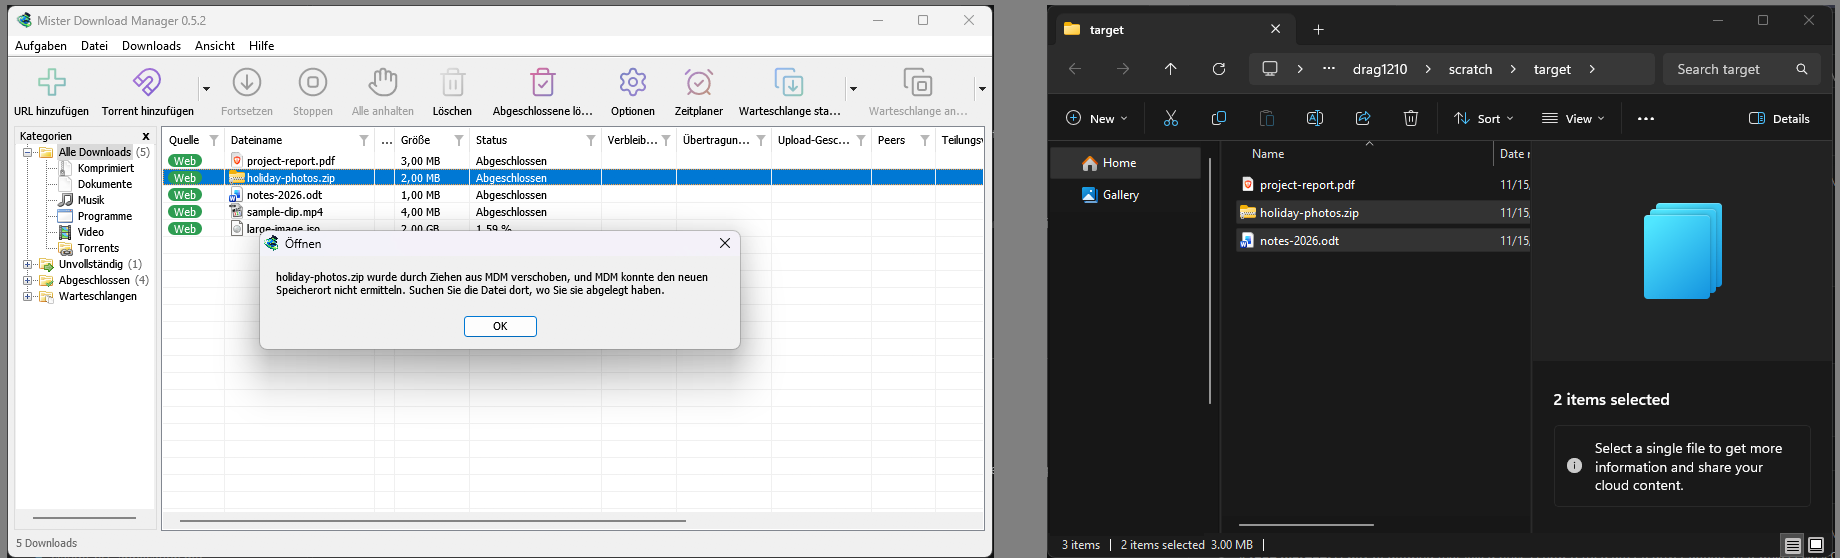 Mister Download Manager 0.5.2
Aufgaben Datei Downloads Ansicht Hilfe
URL hinzufügen Torrent hinzufügen Fortsetzen Stoppen Alle anhalten Löschen Abgeschlossene lö... Optionen Zeitplaner Warteschlange sta... Warteschlange an...
Kategorien x
Alle Downloads (5)
Komprimiert
Dokumente
Musik
Programme
Video
Torrents
Unvollständig (1)
Abgeschlossen (4)
Warteschlangen
Quelle Dateiname ... Größe Status Verbleib... Übertragun... Upload-Gesc... Peers Teilungsv
Web project-report.pdf 3,00 MB Abgeschlossen
Web holiday-photos.zip 2,00 MB Abgeschlossen
Web notes-2026.odt 1,00 MB Abgeschlossen
Web sample-clip.mp4 4,00 MB Abgeschlossen
Web large-image.iso 2,00 GB 1,59 %
Öffnen
holiday-photos.zip wurde durch Ziehen aus MDM verschoben, und MDM konnte den neuen
Speicherort nicht ermitteln. Suchen Sie die Datei dort, wo Sie sie abgelegt haben.
OK
5 Downloads
target
drag1210 scratch target
Search target
New Sort View Details
Home
Gallery
Name Date
project-report.pdf 11/15/
holiday-photos.zip 11/15/
notes-2026.odt 11/15/
2 items selected
Select a single file to get more
information and share your
cloud content.
3 items 2 items selected 3.00 MB